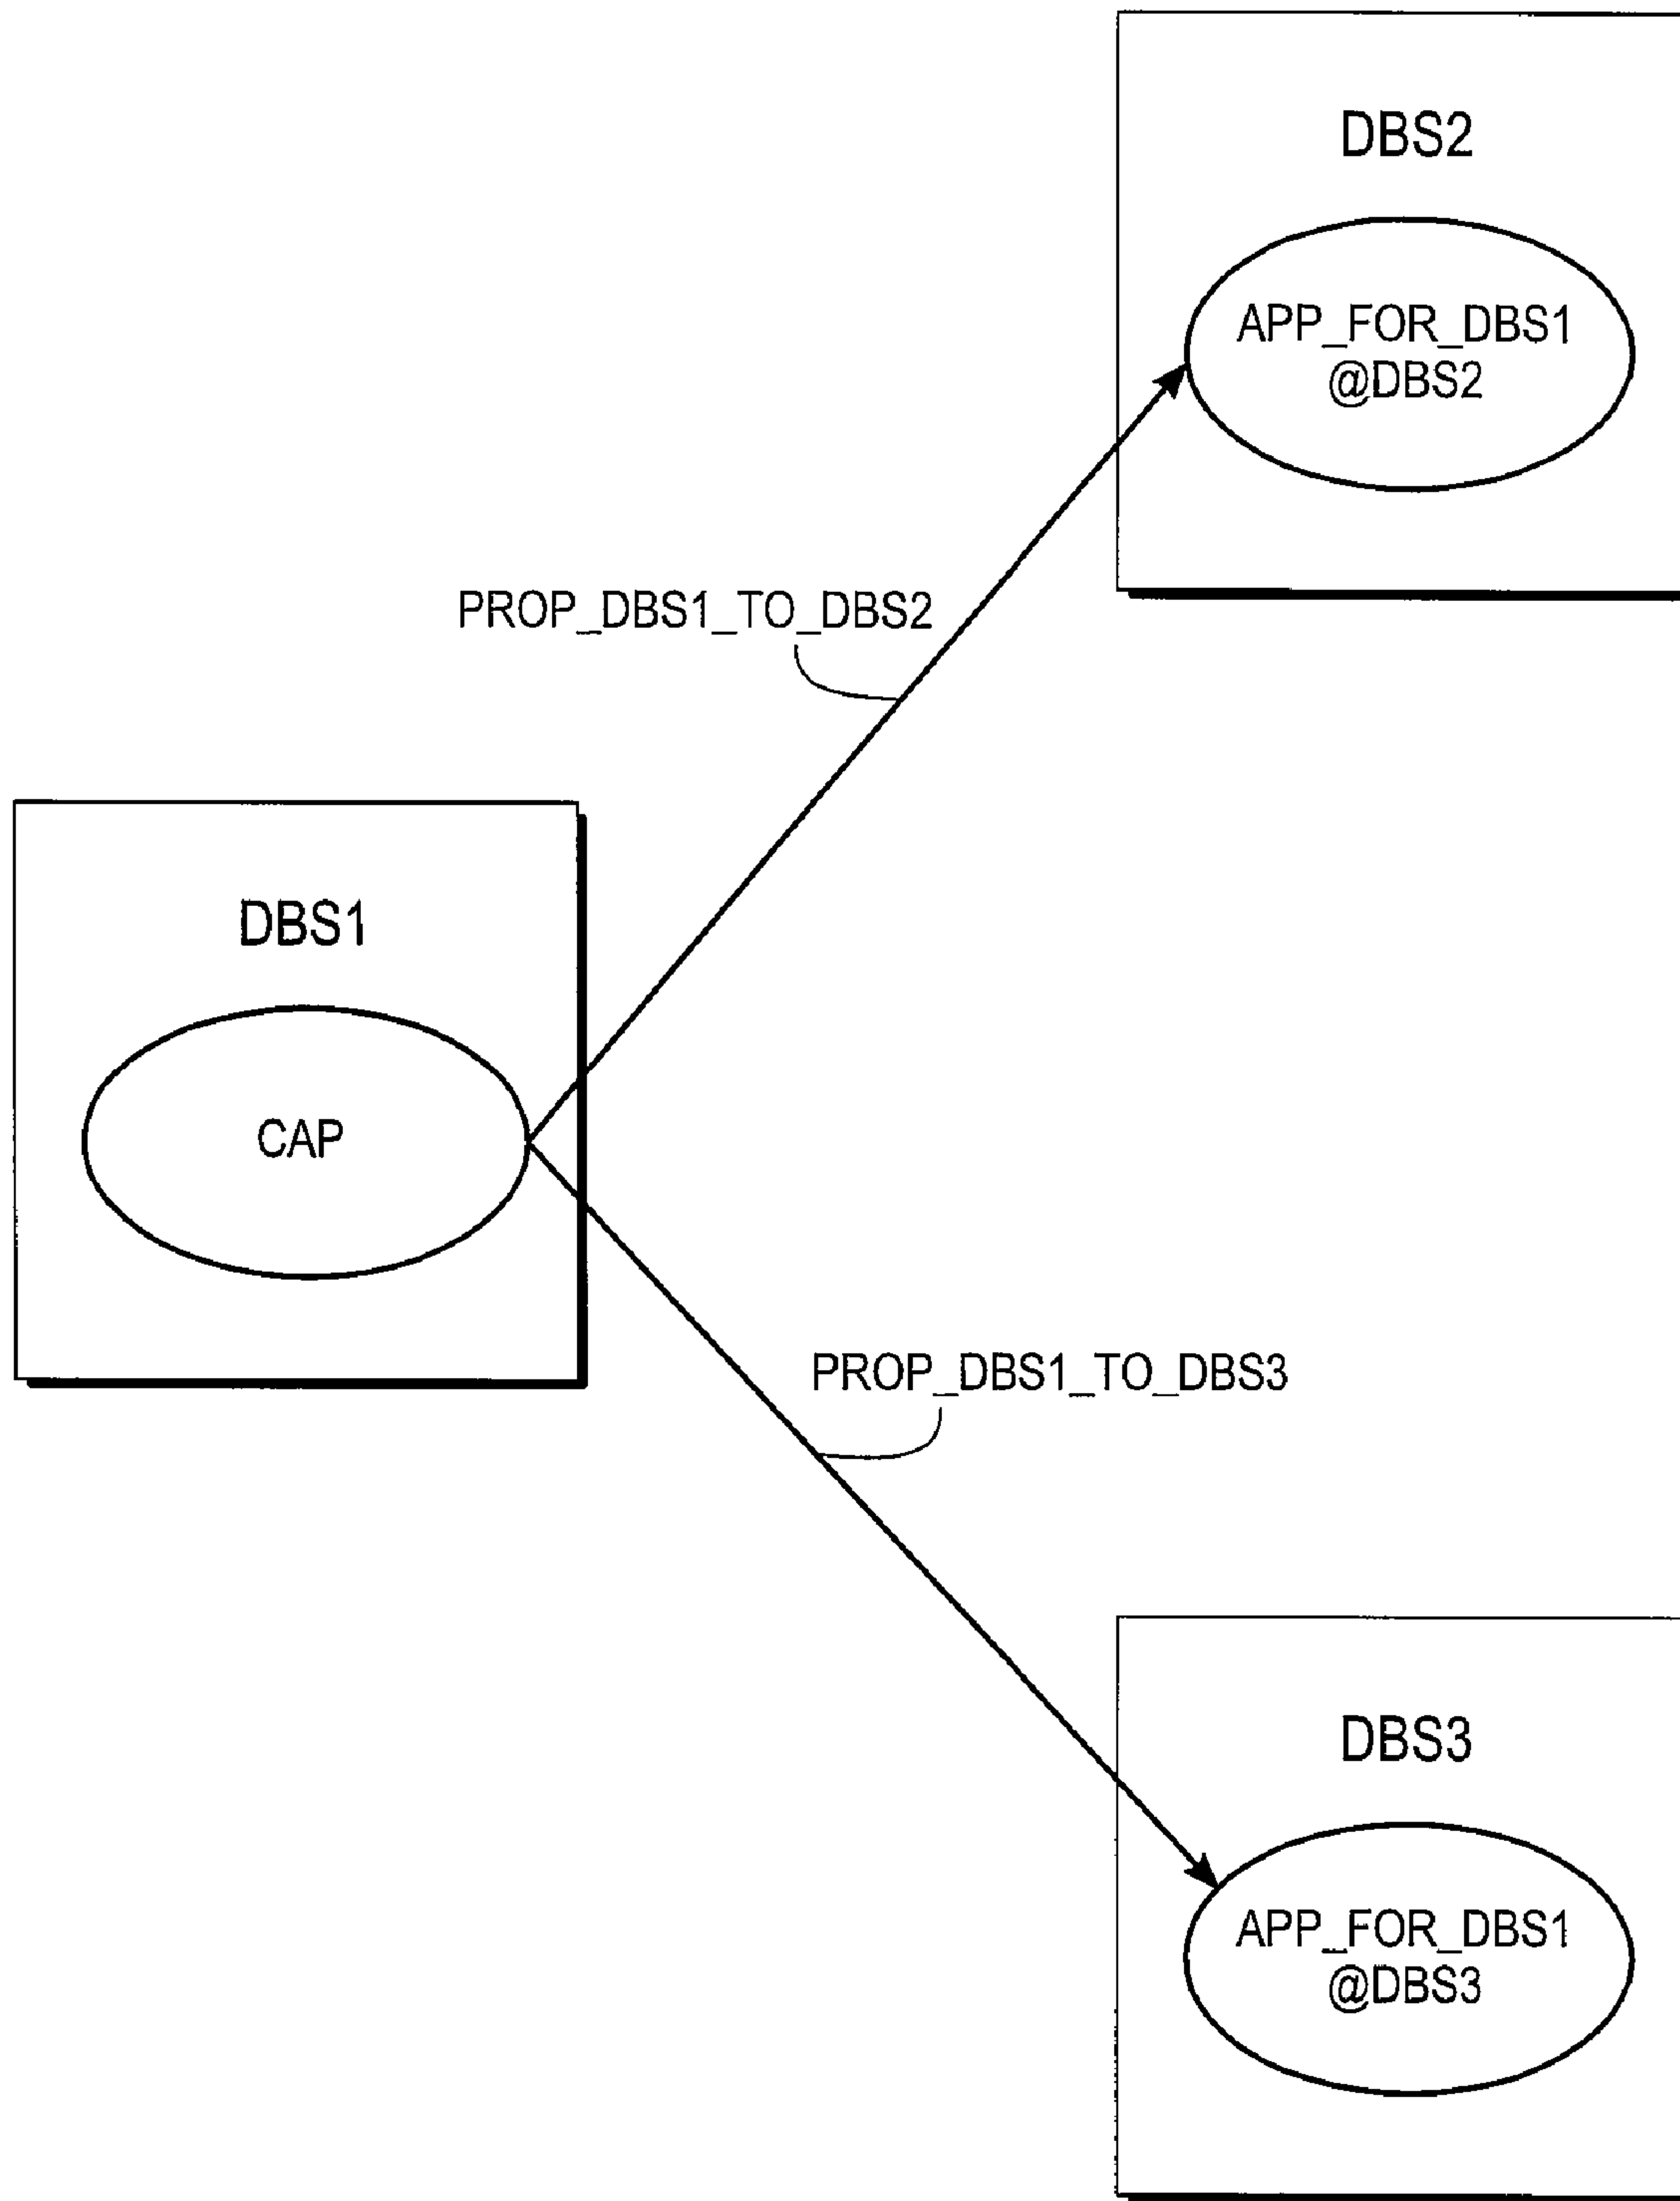 DBS2
APP_FOR_DBS1
@DBS2
PROP_DBS1_TO_DBS2
DBS1
CAP
PROP_DBS1_TO_DBS3
DBS3
APP_FOR_DBS1
@DBS3